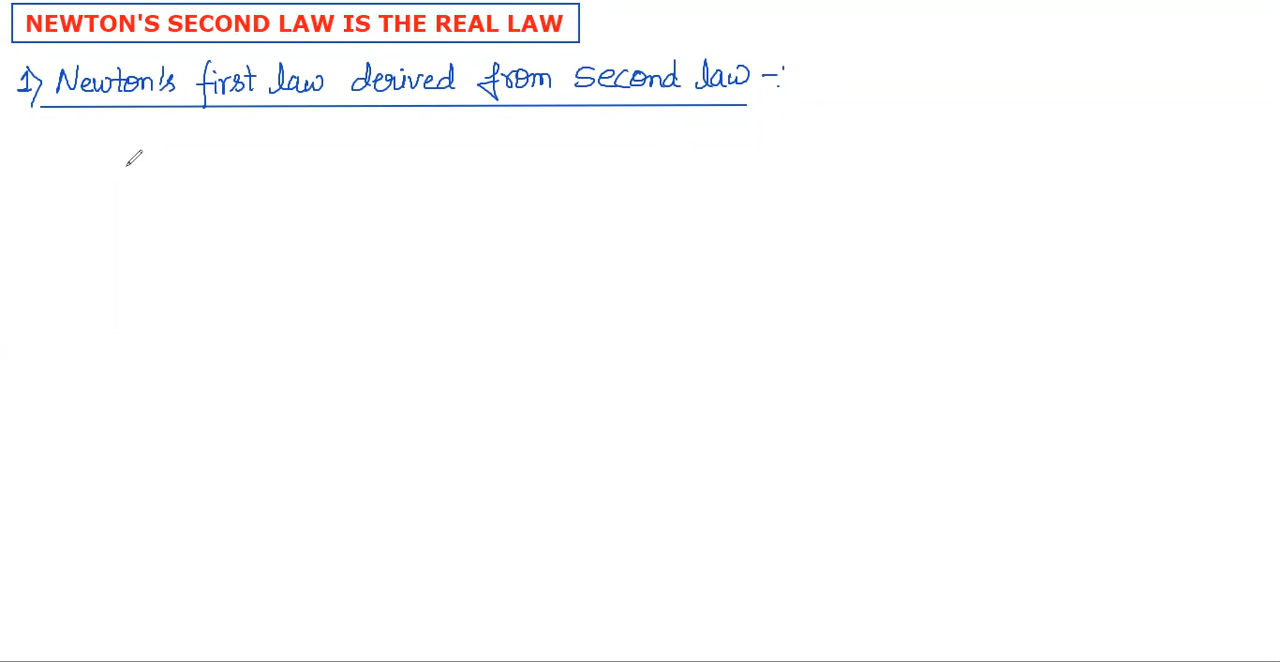 NEWTON'S SECOND LAW IS THE REAL LAW
1) Newton's first law derived from second law -: